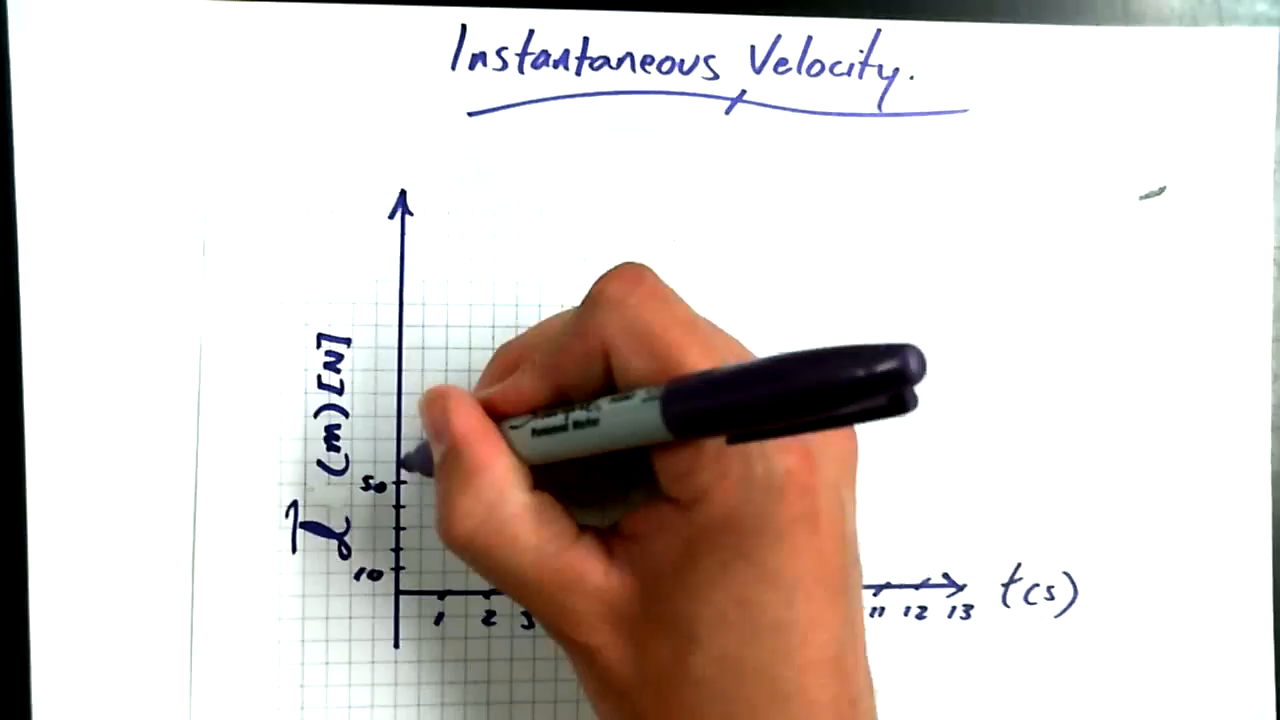 Instantaneous Velocity.
d (m) [N]
50
10
1 2 3 11 12 13 t(s)